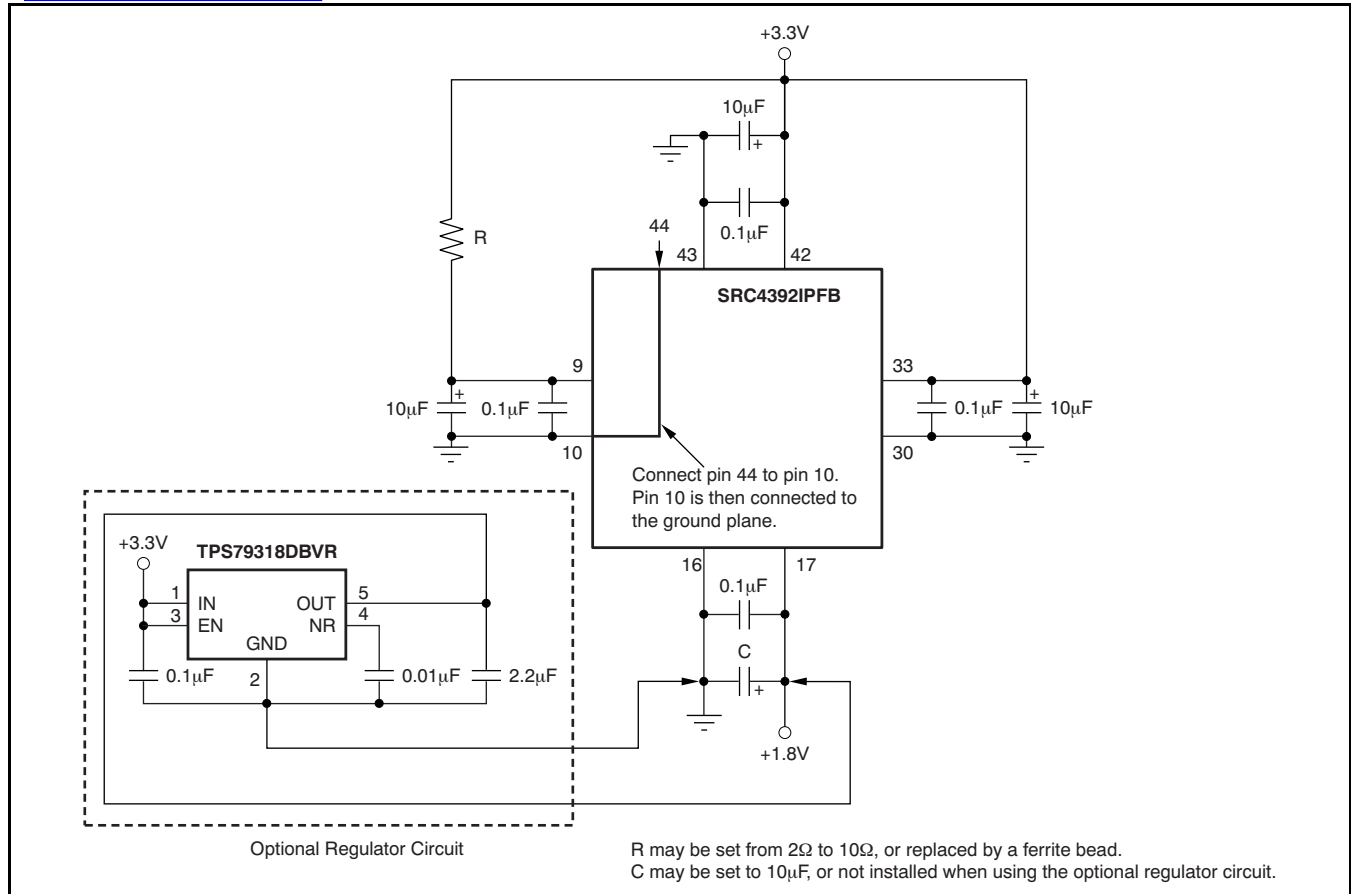 +3.3V
10µF
+
0.1µF
44
43
42
R
SRC4392IPFB
9
33
+
10µF
0.1µF
0.1µF
+
10µF
10
30
Connect pin 44 to pin 10.
Pin 10 is then connected to
the ground plane.
16
17
0.1µF
C
+
+1.8V
+3.3V
TPS79318DBVR
1
IN
OUT
5
3
EN
NR
4
GND
0.1µF
2
0.01µF
2.2µF
Optional Regulator Circuit
R may be set from 2Ω to 10Ω, or replaced by a ferrite bead.
C may be set to 10µF, or not installed when using the optional regulator circuit.